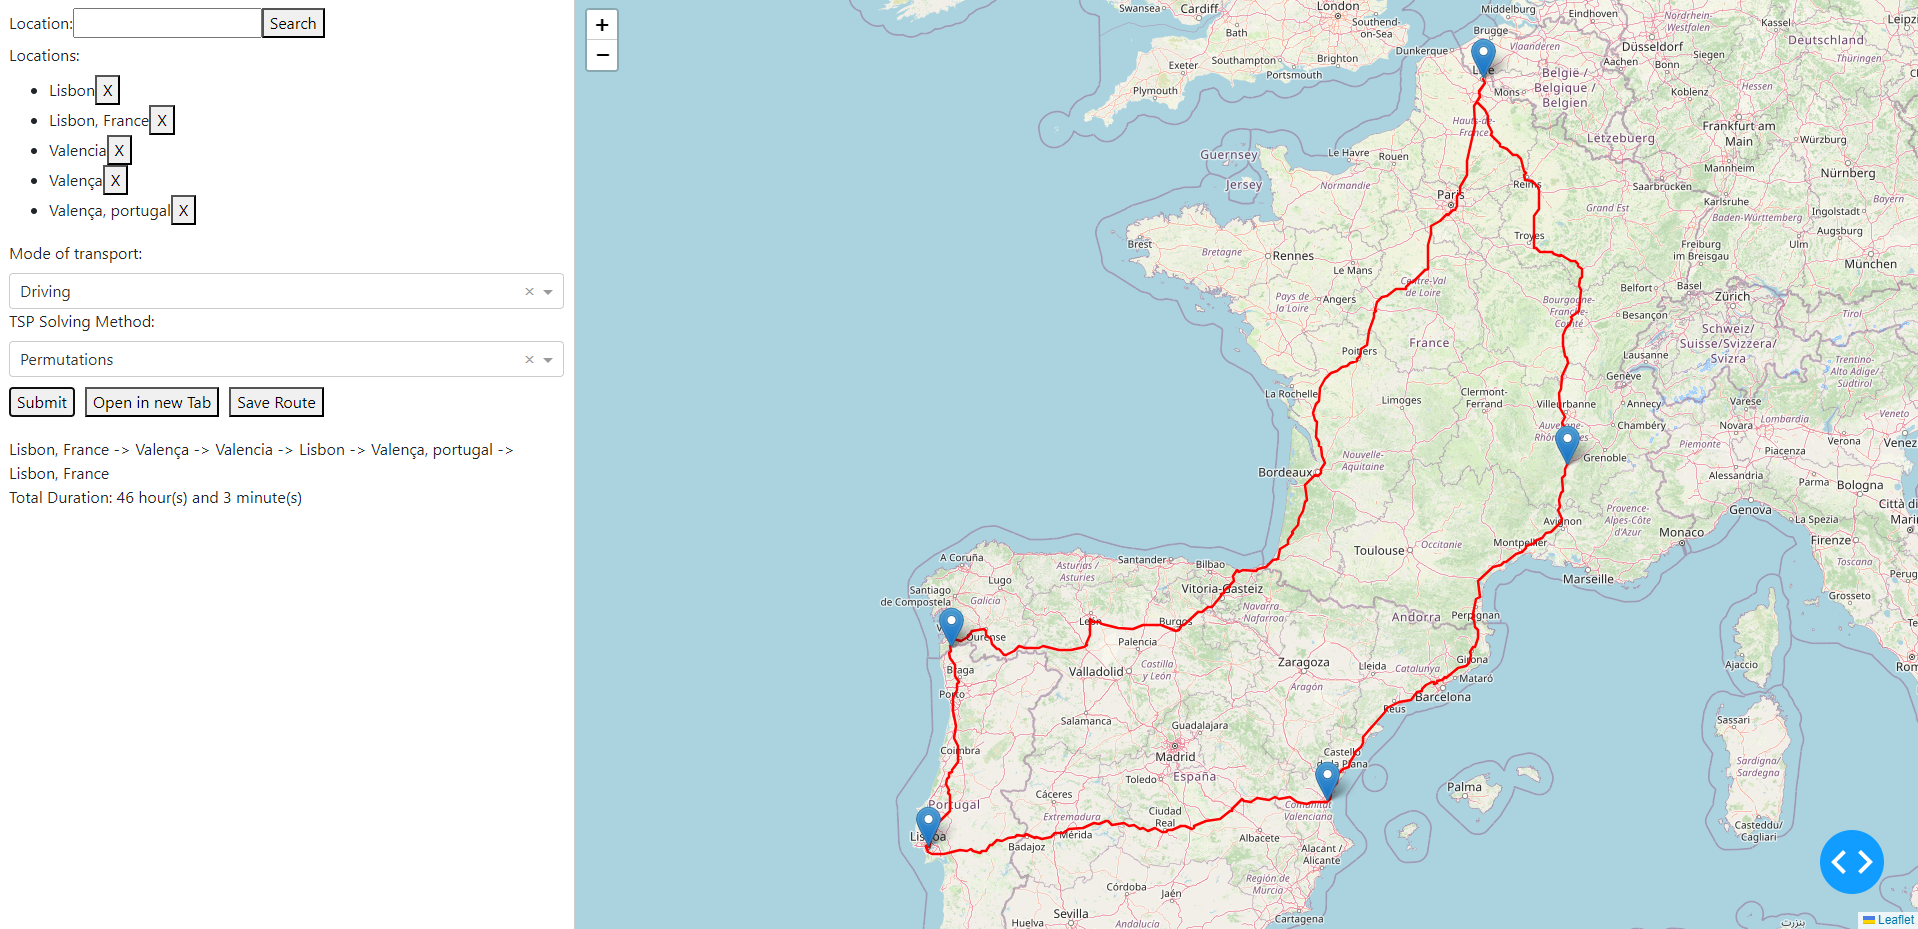 Location:
Search
Locations:
Lisbon X
Lisbon, France X
Valencia X
Valença X
Valença, portugal X
Mode of transport:
Driving ×
TSP Solving Method:
Permutations ×
Submit
Open in new Tab
Save Route
Lisbon, France -> Valença -> Valencia -> Lisbon -> Valença, portugal ->
Lisbon, France
Total Duration: 46 hour(s) and 3 minute(s)
+
−
Swansea
Cardiff
London
Middelburg
Eindhoven
Nordrhein-
Westfalen
Kassel
Leipz
Bath
Southend-
on-Sea
Brugge
Vlaanderen
Düsseldorf
Siegen
Deutschland
Thüringen
Exeter
Southampton
Brighton
Portsmouth
Dunkerque
Aachen
Bonn
Hessen
Plymouth
België /
Belgique /
Belgien
Mons
Koblenz
Hauts-de-
France
Lëtzebuerg
Frankfurt am
Main
Würzburg
Guernsey
Le Havre
Rouen
Mannheim
Nürnberg
Jersey
Normandie
Paris
Reims
Saarbrücken
Karlsruhe
Bayern
Grand Est
Baden-Württemberg
Ingolstadt
Brest
Bretagne
Rennes
Troyes
Freiburg
im Breisgau
Ulm
Augsburg
Le Mans
München
Centre-Val
de Loire
Pays de
la Loire
Angers
Bourgogne-
Franche-
Comté
Belfort
Basel
Zürich
Besançon
Tirol
Schweiz/
Suisse/Svizzera/
Svizra
Poitiers
France
Lausanne
Trentino-
Alto Adige/
Südtirol
Genève
La Rochelle
Limoges
Clermont-
Ferrand
Villeurbanne
Annecy
Varese
Lombardia
Veneto
Auvergne-
Rhône
Chambéry
Novara
Piemonte
Verona
Venez
Nouvelle-
Aquitaine
Grenoble
Piacenza
Bordeaux
Alessandria
Parma
Bologna
Genova
Città di
Provence-
Alpes-Côte
d'Azur
La Spezia
Avignon
Monaco
Firenze
Toulouse
Occitanie
Montpellier
Marseille
Toscana
Perug
Grosseto
A Coruña
Santander
Bilbao
Asturias /
Asturies
Lugo
Santiago
de Compostela
Galicia
Vitoria-Gasteiz
Navarra
Nafarroa
Andorra
Perpignan
Ourense
León
Burgos
Palencia
Braga
Valladolid
Castilla
y León
Zaragoza
Aragón
Lleida
Catalunya
Girona
Mataró
Ajaccio
Rom
Porto
Barcelona
Reus
Salamanca
Guadalajara
Sassari
Coimbra
Madrid
Castelló
de la Plana
Toledo
España
Palma
Sardigna/
Sardegna
Portugal
Cáceres
Extremadura
Ciudad
Real
Comunitat
Valenciana
Lisboa
Badajoz
Mérida
Albacete
Alacant /
Alicante
Casteddu/
Cagliari
Córdoba
Jaén
Región de
Murcia
Huelva
Sevilla
Andalucía
Cartagena
بنزرت
Leaflet